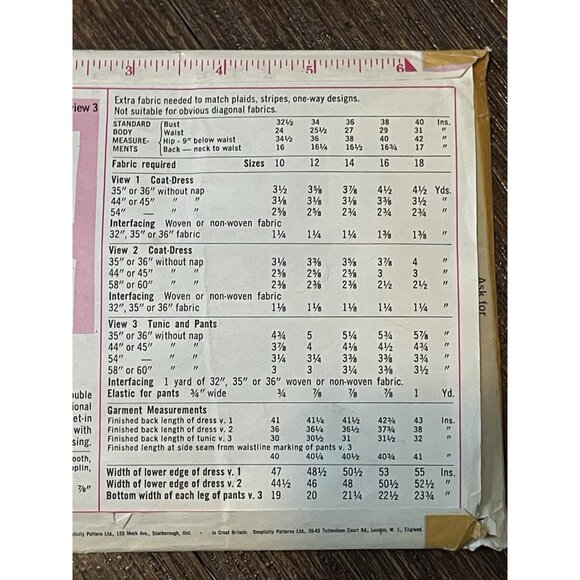 3 4 5 6
view 3
Extra fabric needed to match plaids, stripes, one-way designs.
Not suitable for obvious diagonal fabrics.
STANDARD Bust 32½ 34 36 38 40 Ins.
BODY Waist 24 25½ 27 29 31 "
MEASURE- Hip - 9" below waist 34½ 36 38 40 42 "
MENTS Back — neck to waist 16 16¼ 16½ 16¾ 17 "
Fabric required Sizes 10 12 14 16 18
View 1 Coat-Dress
35" or 36" without nap 3½ 3⅝ 3⅞ 4½ 4½ Yds.
44" or 45" " " 3⅛ 3⅛ 3⅛ 3⅜ 3½ "
54" — " " 2⅝ 2⅝ 2¾ 2¾ 2¾ "
Interfacing Woven or non-woven fabric
32", 35" or 36" fabric 1¼ 1¼ 1¼ 1⅜ 1⅜ "
View 2 Coat-Dress
35" or 36" without nap 3⅛ 3⅜ 3⅜ 3⅞ 4 "
44" or 45" " " 2⅝ 2⅝ 2⅝ 3 3 "
58" or 60" " " 2⅜ 2⅜ 2⅜ 2½ 2½ "
Interfacing Woven or non-woven fabric
32", 35" or 36" fabric 1⅛ 1⅛ 1¼ 1¼ 1¼ "
View 3 Tunic and Pants
35" or 36" without nap 4¾ 5 5¼ 5¾ 5⅞ "
44" or 45" " " 3⅞ 4 4⅛ 4½ 4¾ "
54" — " " 3¼ 3¼ 3⅜ 3⅜ 3¾ "
58" or 60" " " 3 3 3¼ 3⅜ 3½ "
Interfacing 1 yard of 32", 35" or 36" woven or non-woven fabric.
Elastic for pants ¾" wide ¾ ⅞ ⅞ ⅞ 1 Yd.
Garment Measurements
Finished back length of dress v. 1 41 41¼ 41½ 42¾ 43 Ins.
Finished back length of dress v. 2 36 36¼ 36½ 37¾ 38 "
Finished back length of tunic v. 3 30 30½ 31 31½ 32 "
Finished length at side seam from waistline marking of pants v. 3
40 40¼ 40½ 40¾ 41 "
Width of lower edge of dress v. 1 47 48½ 50½ 53 55 Ins.
Width of lower edge of dress v. 2 44½ 46 48 50½ 52½ "
Bottom width of each leg of pants v. 3 19 20 21¼ 22½ 23¾ "
ouble
tional
et-in
with
sing.
ooth,
oplin,
⅞"
Ask for
plicity Pattern Ltd., 120 Mack Ave., Scarborough, Ont. • in Great Britain Simplicity Patterns Ltd., 39-45 Tottenham Court Rd., London, W. 1., England.